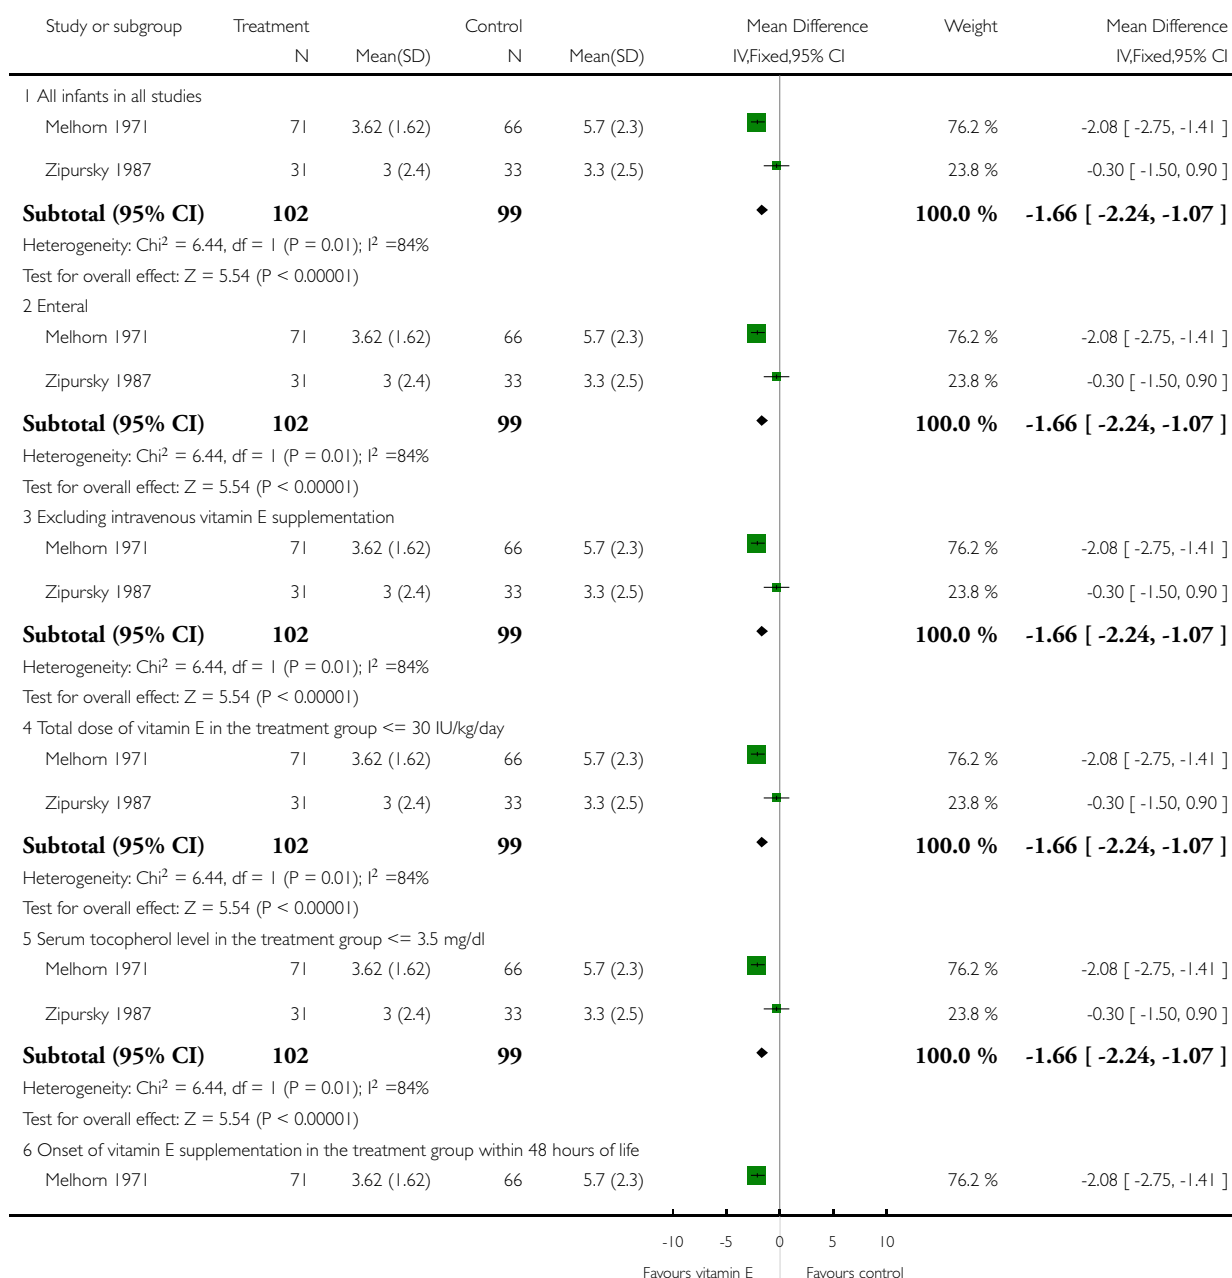 Study or subgroup Treatment Control Mean Difference Weight Mean Difference
N Mean(SD) N Mean(SD) IV,Fixed,95% CI IV,Fixed,95% CI
1 All infants in all studies
Melhorn 1971 71 3.62 (1.62) 66 5.7 (2.3) 76.2 % -2.08 [ -2.75, -1.41 ]
Zipursky 1987 31 3 (2.4) 33 3.3 (2.5) 23.8 % -0.30 [ -1.50, 0.90 ]
Subtotal (95% CI) 102 99 100.0 % -1.66 [ -2.24, -1.07 ]
Heterogeneity: Chi² = 6.44, df = 1 (P = 0.01); I² =84%
Test for overall effect: Z = 5.54 (P < 0.00001)
2 Enteral
Melhorn 1971 71 3.62 (1.62) 66 5.7 (2.3) 76.2 % -2.08 [ -2.75, -1.41 ]
Zipursky 1987 31 3 (2.4) 33 3.3 (2.5) 23.8 % -0.30 [ -1.50, 0.90 ]
Subtotal (95% CI) 102 99 100.0 % -1.66 [ -2.24, -1.07 ]
Heterogeneity: Chi² = 6.44, df = 1 (P = 0.01); I² =84%
Test for overall effect: Z = 5.54 (P < 0.00001)
3 Excluding intravenous vitamin E supplementation
Melhorn 1971 71 3.62 (1.62) 66 5.7 (2.3) 76.2 % -2.08 [ -2.75, -1.41 ]
Zipursky 1987 31 3 (2.4) 33 3.3 (2.5) 23.8 % -0.30 [ -1.50, 0.90 ]
Subtotal (95% CI) 102 99 100.0 % -1.66 [ -2.24, -1.07 ]
Heterogeneity: Chi² = 6.44, df = 1 (P = 0.01); I² =84%
Test for overall effect: Z = 5.54 (P < 0.00001)
4 Total dose of vitamin E in the treatment group <= 30 IU/kg/day
Melhorn 1971 71 3.62 (1.62) 66 5.7 (2.3) 76.2 % -2.08 [ -2.75, -1.41 ]
Zipursky 1987 31 3 (2.4) 33 3.3 (2.5) 23.8 % -0.30 [ -1.50, 0.90 ]
Subtotal (95% CI) 102 99 100.0 % -1.66 [ -2.24, -1.07 ]
Heterogeneity: Chi² = 6.44, df = 1 (P = 0.01); I² =84%
Test for overall effect: Z = 5.54 (P < 0.00001)
5 Serum tocopherol level in the treatment group <= 3.5 mg/dl
Melhorn 1971 71 3.62 (1.62) 66 5.7 (2.3) 76.2 % -2.08 [ -2.75, -1.41 ]
Zipursky 1987 31 3 (2.4) 33 3.3 (2.5) 23.8 % -0.30 [ -1.50, 0.90 ]
Subtotal (95% CI) 102 99 100.0 % -1.66 [ -2.24, -1.07 ]
Heterogeneity: Chi² = 6.44, df = 1 (P = 0.01); I² =84%
Test for overall effect: Z = 5.54 (P < 0.00001)
6 Onset of vitamin E supplementation in the treatment group within 48 hours of life
Melhorn 1971 71 3.62 (1.62) 66 5.7 (2.3) 76.2 % -2.08 [ -2.75, -1.41 ]
-10 -5 0 5 10
Favours vitamin E Favours control